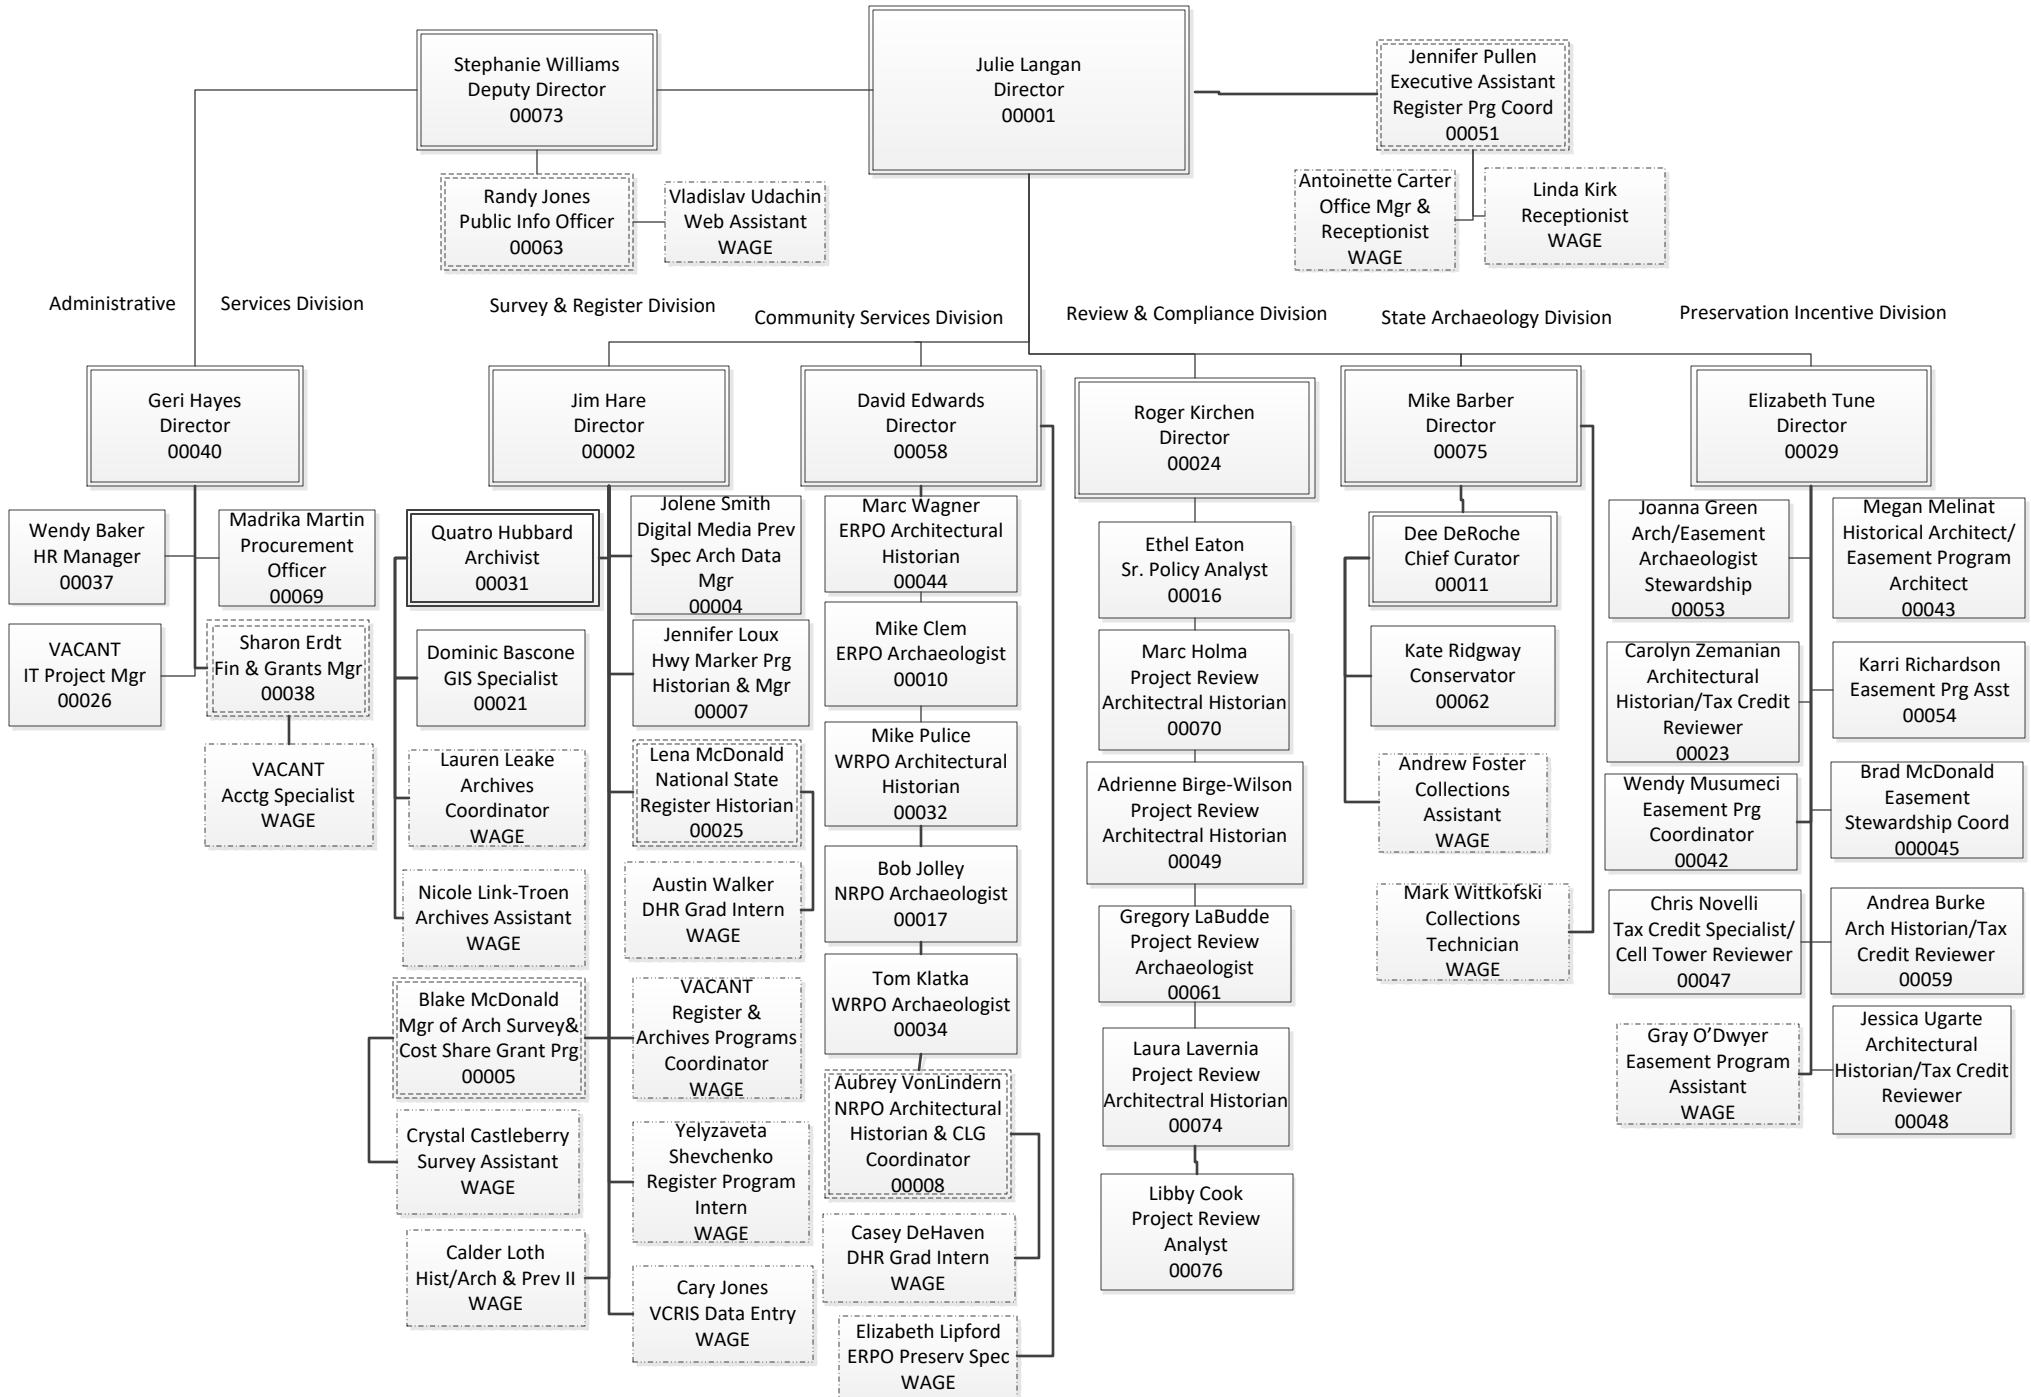 Stephanie Williams
Deputy Director
00073
Julie Langan
Director
00001
Jennifer Pullen
Executive Assistant
Register Prg Coord
00051
Randy Jones
Public Info Officer
00063
Vladislav Udachin
Web Assistant
WAGE
Antoinette Carter
Office Mgr &
Receptionist
WAGE
Linda Kirk
Receptionist
WAGE
Administrative Services Division
Survey & Register Division
Community Services Division
Review & Compliance Division
State Archaeology Division
Preservation Incentive Division
Geri Hayes
Director
00040
Jim Hare
Director
00002
David Edwards
Director
00058
Roger Kirchen
Director
00024
Mike Barber
Director
00075
Elizabeth Tune
Director
00029
Wendy Baker
HR Manager
00037
Madrika Martin
Procurement
Officer
00069
VACANT
IT Project Mgr
00026
Sharon Erdt
Fin & Grants Mgr
00038
VACANT
Acctg Specialist
WAGE
Quatro Hubbard
Archivist
00031
Jolene Smith
Digital Media Prev
Spec Arch Data
Mgr
00004
Dominic Bascone
GIS Specialist
00021
Jennifer Loux
Hwy Marker Prg
Historian & Mgr
00007
Lauren Leake
Archives
Coordinator
WAGE
Lena McDonald
National State
Register Historian
00025
Nicole Link-Troen
Archives Assistant
WAGE
Austin Walker
DHR Grad Intern
WAGE
Blake McDonald
Mgr of Arch Survey&
Cost Share Grant Prg
00005
VACANT
Register &
Archives Programs
Coordinator
WAGE
Crystal Castleberry
Survey Assistant
WAGE
Yelyzaveta
Shevchenko
Register Program
Intern
WAGE
Calder Loth
Hist/Arch & Prev II
WAGE
Cary Jones
VCRIS Data Entry
WAGE
Marc Wagner
ERPO Architectural
Historian
00044
Mike Clem
ERPO Archaeologist
00010
Mike Pulice
WRPO Architectural
Historian
00032
Bob Jolley
NRPO Archaeologist
00017
Tom Klatka
WRPO Archaeologist
00034
Aubrey VonLindern
NRPO Architectural
Historian & CLG
Coordinator
00008
Casey DeHaven
DHR Grad Intern
WAGE
Elizabeth Lipford
ERPO Preserv Spec
WAGE
Ethel Eaton
Sr. Policy Analyst
00016
Marc Holma
Project Review
Architectral Historian
00070
Adrienne Birge-Wilson
Project Review
Architectral Historian
00049
Gregory LaBudde
Project Review
Archaeologist
00061
Laura Lavernia
Project Review
Architectral Historian
00074
Libby Cook
Project Review
Analyst
00076
Dee DeRoche
Chief Curator
00011
Kate Ridgway
Conservator
00062
Andrew Foster
Collections
Assistant
WAGE
Mark Wittkofski
Collections
Technician
WAGE
Joanna Green
Arch/Easement
Archaeologist
Stewardship
00053
Megan Melinat
Historical Architect/
Easement Program
Architect
00043
Carolyn Zemanian
Architectural
Historian/Tax Credit
Reviewer
00023
Karri Richardson
Easement Prg Asst
00054
Wendy Musumeci
Easement Prg
Coordinator
00042
Brad McDonald
Easement
Stewardship Coord
000045
Chris Novelli
Tax Credit Specialist/
Cell Tower Reviewer
00047
Andrea Burke
Arch Historian/Tax
Credit Reviewer
00059
Gray O’Dwyer
Easement Program
Assistant
WAGE
Jessica Ugarte
Architectural
Historian/Tax Credit
Reviewer
00048